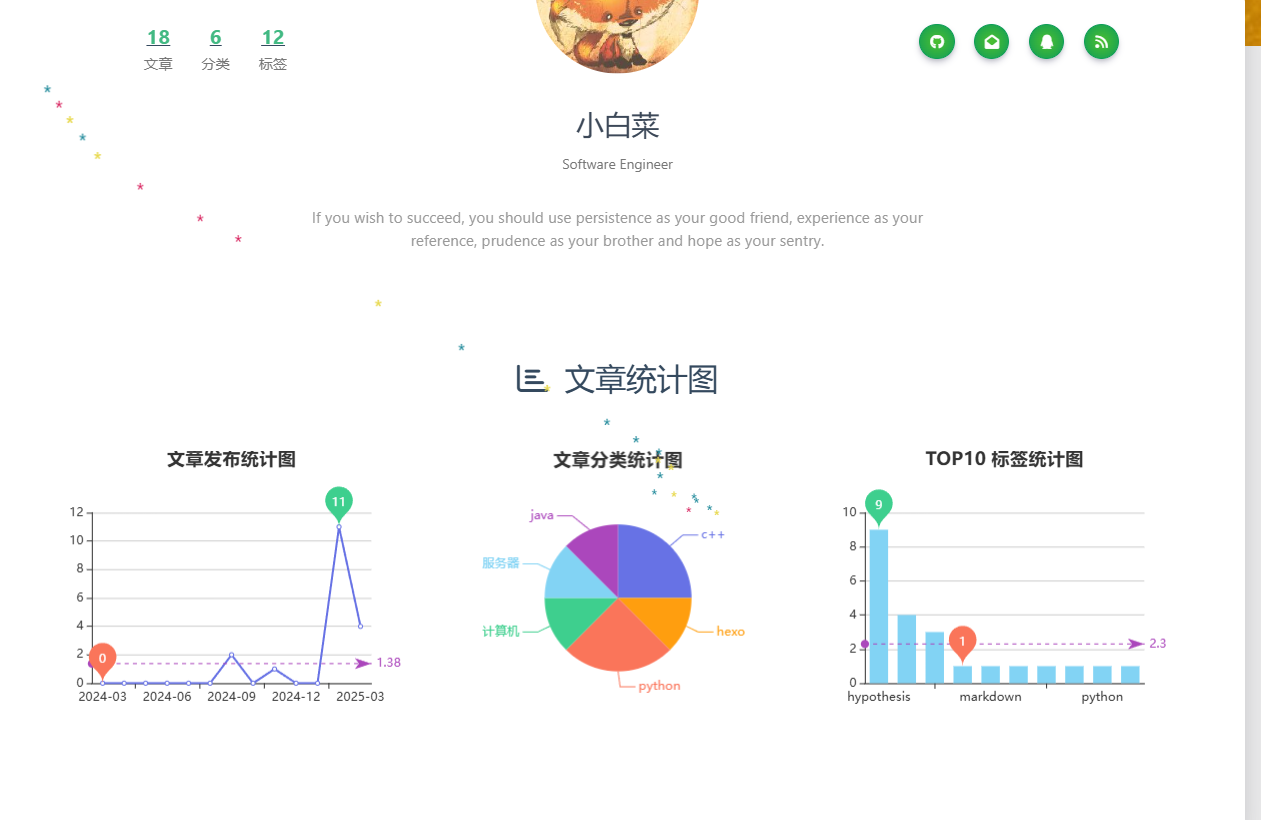 18 6 12
文章 分类 标签
小白菜
Software Engineer
If you wish to succeed, you should use persistence as your good friend, experience as your
reference, prudence as your brother and hope as your sentry.
文章统计图
文章发布统计图
11
12
10
8
6
4
2
0
0
1.38
2024-03 2024-06 2024-09 2024-12 2025-03
文章分类统计图
java
c++
服务器
计算机
hexo
python
TOP10 标签统计图
9
10
8
6
4
2
0
1
2.3
hypothesis markdown python